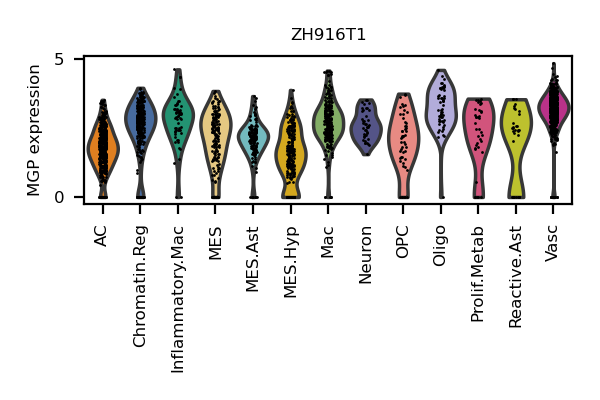 ZH916T1
MGP expression
5
0
AC
Chromatin.Reg
Inflammatory.Mac
MES
MES.Ast
MES.Hyp
Mac
Neuron
OPC
Oligo
Prolif.Metab
Reactive.Ast
Vasc